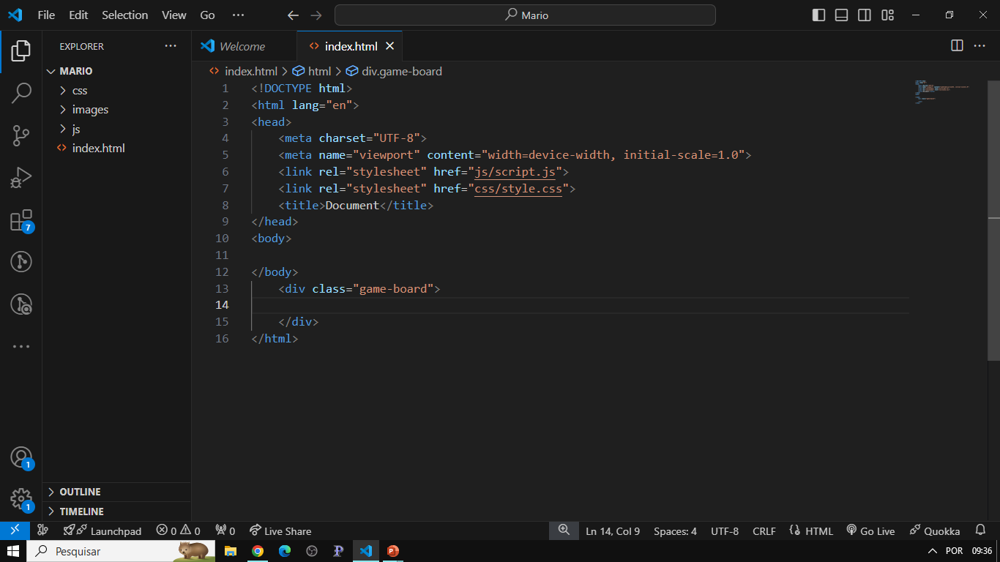 File Edit Selection View Go ··· Mario
EXPLORER ···
MARIO
css
images
js
index.html
Welcome index.html
index.html > html > div.game-board
1 <!DOCTYPE html>
2 <html lang="en">
3 <head>
4 <meta charset="UTF-8">
5 <meta name="viewport" content="width=device-width, initial-scale=1.0">
6 <link rel="stylesheet" href="js/script.js">
7 <link rel="stylesheet" href="css/style.css">
8 <title>Document</title>
9 </head>
10 <body>
11
12 </body>
13 <div class="game-board">
14
15 </div>
16 </html>
7
1
1
OUTLINE
TIMELINE
Launchpad 0 0 0 Live Share Ln 14, Col 9 Spaces: 4 UTF-8 CRLF {} HTML Go Live Quokka
Pesquisar POR 09:36